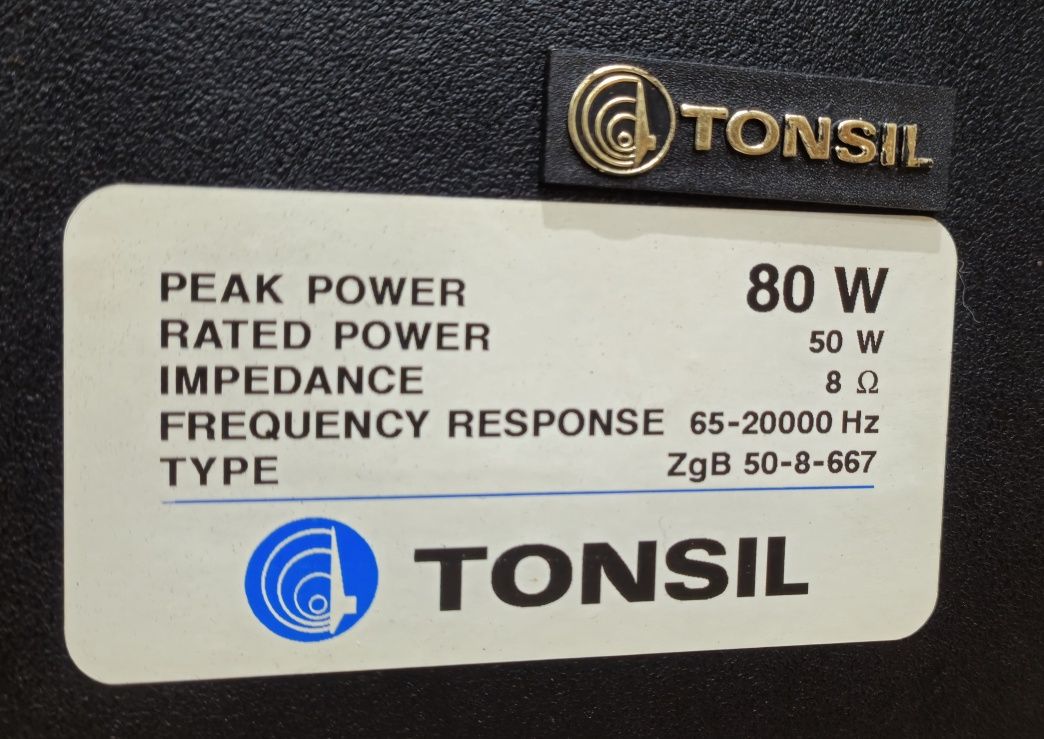 TONSIL
PEAK POWER 80 W
RATED POWER 50 W
IMPEDANCE 8 Ω
FREQUENCY RESPONSE 65-20000 Hz
TYPE ZgB 50-8-667
TONSIL